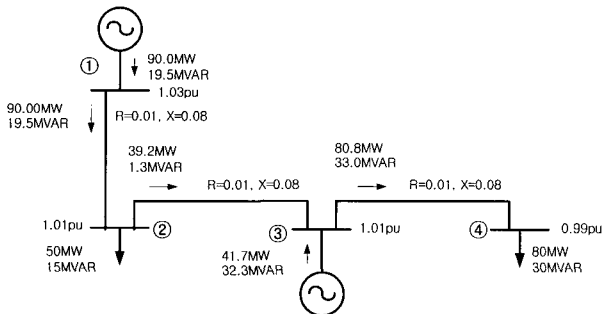 ①
90.0MW
19.5MVAR
1.03pu
90.00MW
19.5MVAR
R=0.01, X=0.08
39.2MW
1.3MVAR
R=0.01, X=0.08
80.8MW
33.0MVAR
R=0.01, X=0.08
1.01pu
②
50MW
15MVAR
③
1.01pu
41.7MW
32.3MVAR
④
0.99pu
80MW
30MVAR